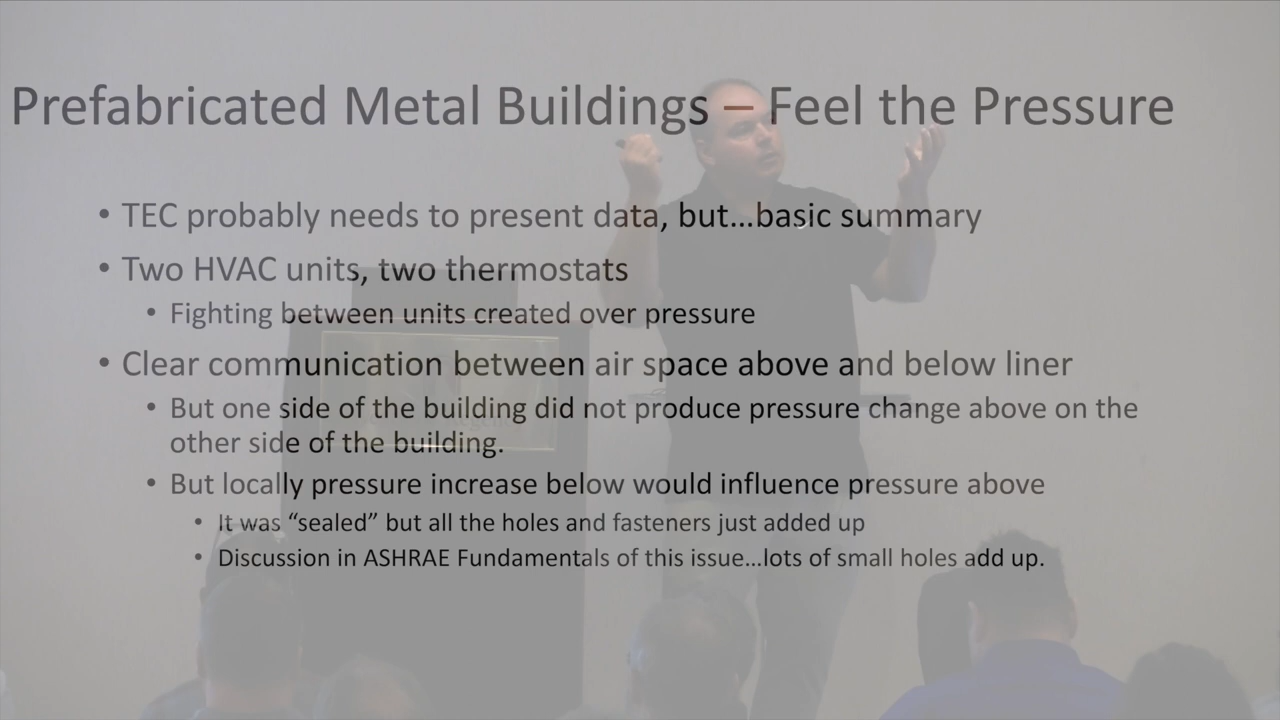 Prefabricated Metal Buildings – Feel the Pressure
• TEC probably needs to present data, but…basic summary
• Two HVAC units, two thermostats
• Fighting between units created over pressure
• Clear communication between air space above and below liner
• But one side of the building did not produce pressure change above on the
other side of the building.
• But locally pressure increase below would influence pressure above
• It was “sealed” but all the holes and fasteners just added up
• Discussion in ASHRAE Fundamentals of this issue…lots of small holes add up.